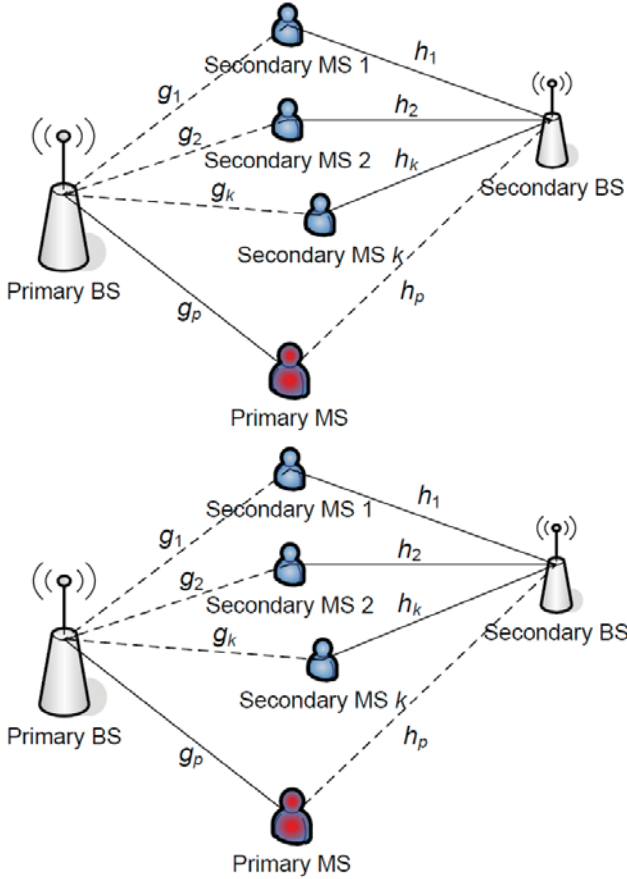 Secondary MS 1
h1
g1
g2
h2
Secondary MS 2
hk
gk
Secondary BS
Secondary MS k
Primary BS
gp
hp
Primary MS
Secondary MS 1
h1
g1
g2
h2
Secondary MS 2
hk
gk
Secondary BS
Secondary MS k
Primary BS
gp
hp
Primary MS